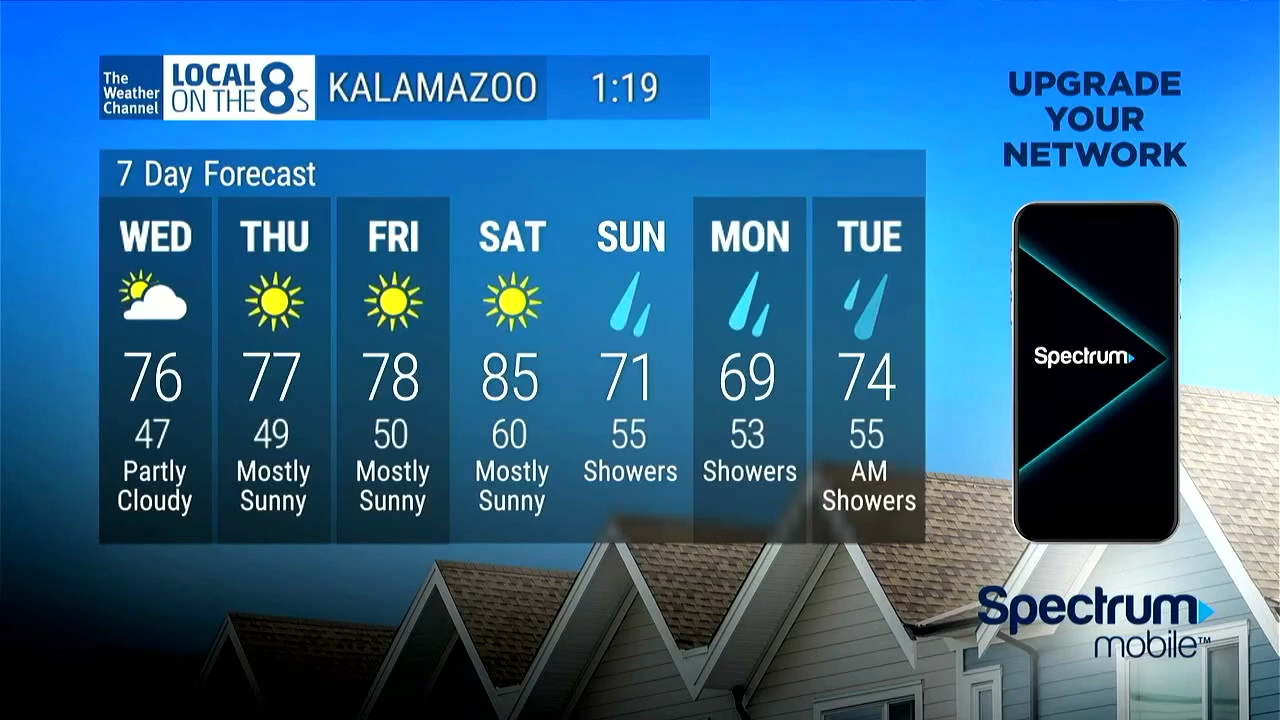 The
Weather
Channel
LOCAL
ON THE 8s
KALAMAZOO
1:19
7 Day Forecast
WED THU FRI SAT SUN MON TUE
76 77 78 85 71 69 74
47 49 50 60 55 53 55
Partly Mostly Mostly Mostly Showers Showers AM
Cloudy Sunny Sunny Sunny Showers
UPGRADE
YOUR
NETWORK
Spectrum
Spectrum
mobile™